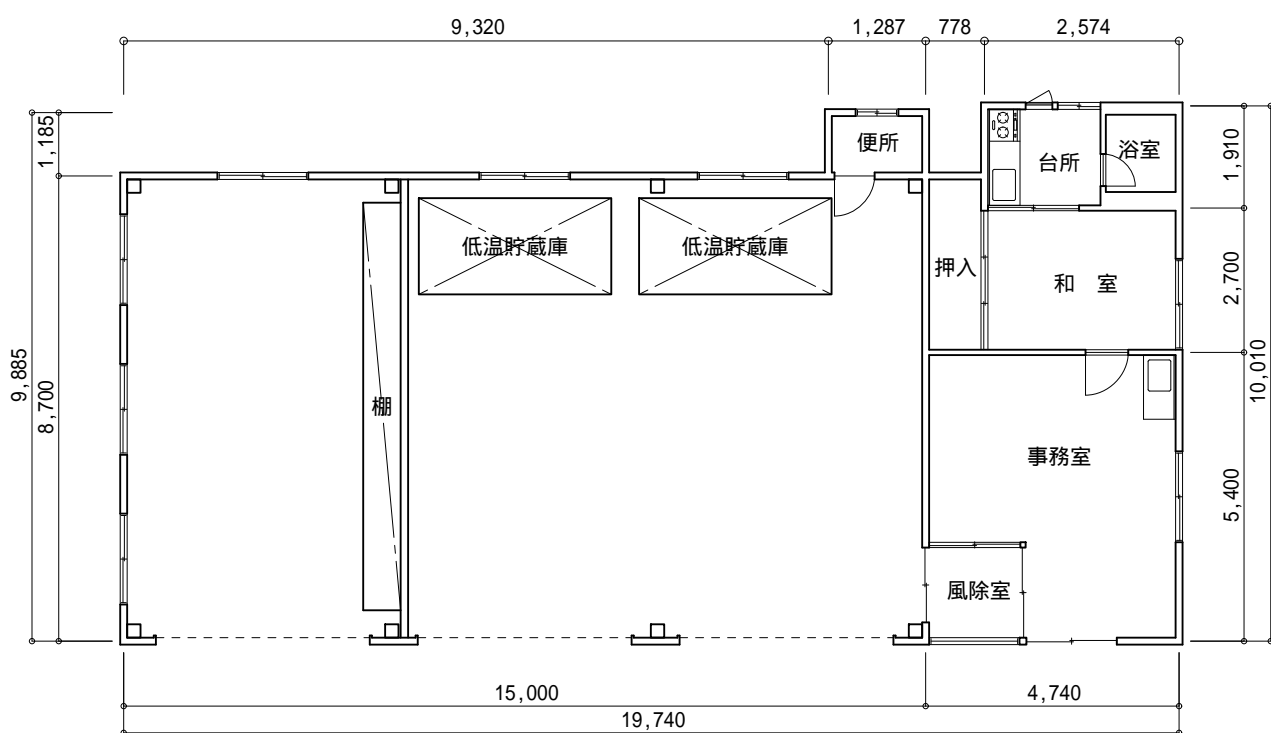 9,320
1,287
778
2,574
1,185
9,885
8,700
便所
台所
浴室
1,910
低温貯蔵庫
低温貯蔵庫
押入
和 室
2,700
10,010
棚
事務室
5,400
風除室
15,000
4,740
19,740